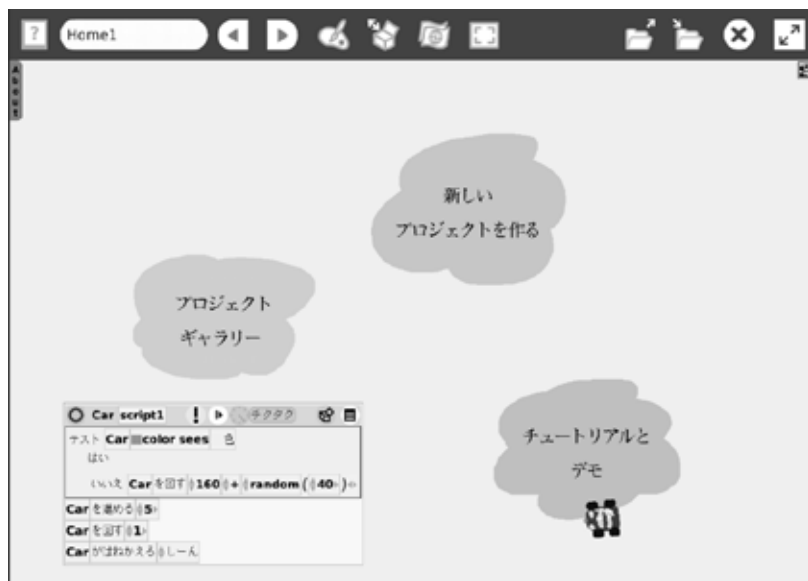 ?
Home1
About
新しい
プロジェクトを作る
プロジェクト
ギャラリー
Car script1 ! チクタク
テスト Car color sees 色
はい
いいえ Car を回す 160 + random ( 40 )
Car を進める 5
Car を回す 1
Car がはねかえる しーん
チュートリアルと
デモ